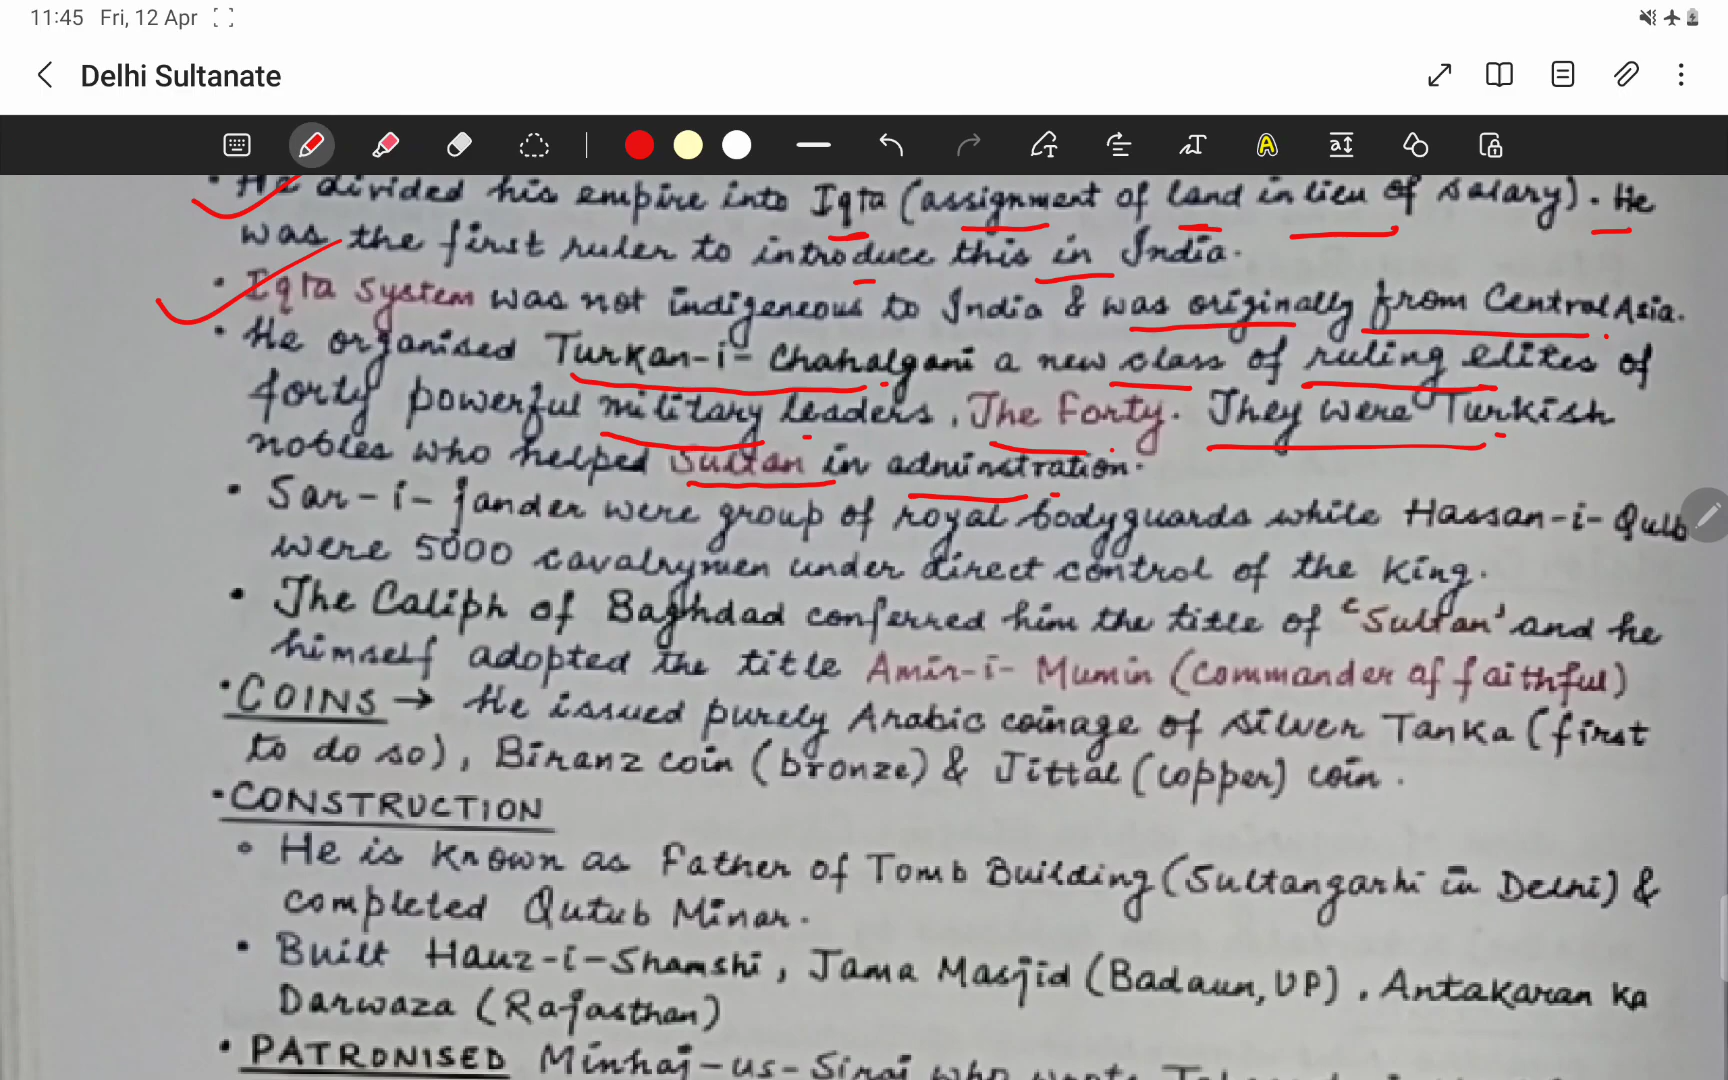 11:45 Fri, 12 Apr
Delhi Sultanate
• He divided his empire into Iqta (assignment of land in lieu of salary). He
was the first ruler to introduce this in India.
• Iqta System was not indigeneous to India & was originally from Central Asia.
• He organised Turkan-i-Chahalgani a new class of ruling elites of
forty powerful military leaders, The Forty. They were Turkish
nobles who helped Sultan in adminstration.
• Sar-i-jander were group of royal bodyguards while Hassan-i-Qulb
were 5000 cavalrymen under direct control of the King.
• The Caliph of Baghdad conferred him the title of 'Sultan' and he
himself adopted the title Amir-i-Mumin (Commander of faithful)
• COINS → He issued purely Arabic coinage of silver Tanka (first
to do so), Biranz coin (bronze) & Jittal (copper) coin.
• CONSTRUCTION
• He is known as Father of Tomb Building (Sultangarhi in Delhi) &
completed Qutub Minar.
• Built Hauz-i-Shamshi, Jama Masjid (Badaun, UP), Antakaran Ka
Darwaza (Rajasthan)
• PATRONISED Minhaj-us-Siraj who wrote